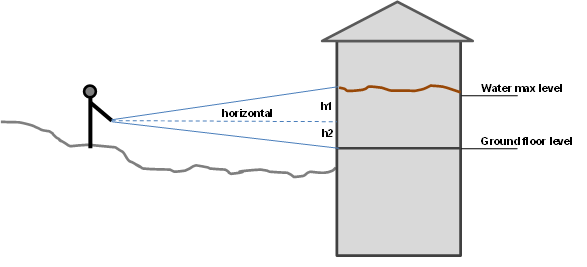 Water max level
h1
horizontal
h2
Ground floor level